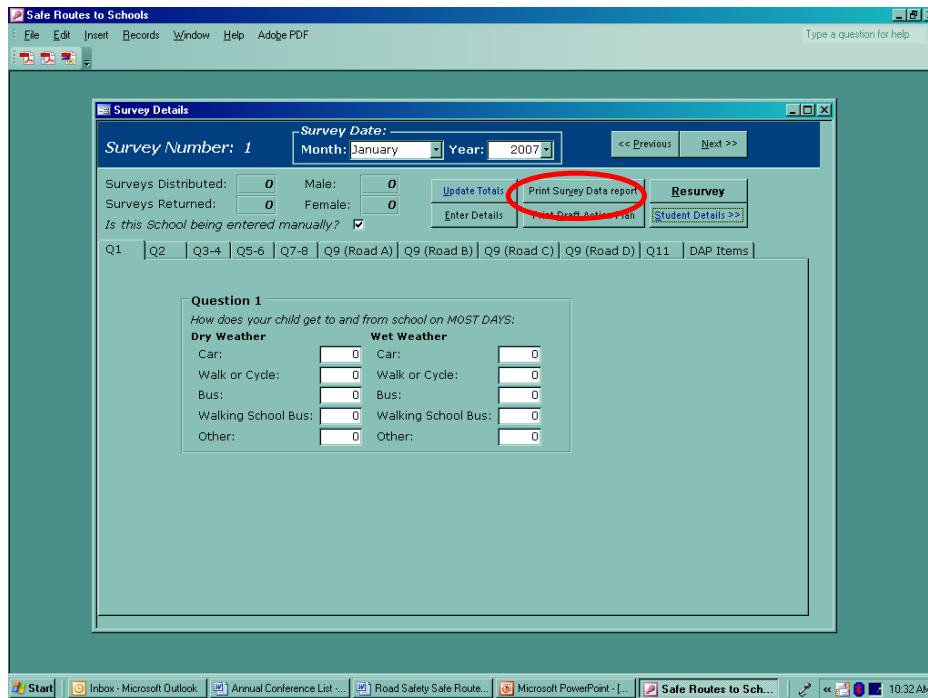 Safe Routes to Schools
File Edit Insert Records Window Help Adobe PDF Type a question for help
Survey Details
Survey Number: 1
Survey Date:
Month: January Year: 2007
<< Previous Next >>
Surveys Distributed: 0 Male: 0
Surveys Returned: 0 Female: 0
Is this School being entered manually?
Update Totals Print Survey Data report Resurvey
Enter Details Print Draft Action Plan Student Details >>
Q1 Q2 Q3-4 Q5-6 Q7-8 Q9 (Road A) Q9 (Road B) Q9 (Road C) Q9 (Road D) Q11 DAP Items
Question 1
How does your child get to and from school on MOST DAYS:
Dry Weather Wet Weather
Car: 0 Car: 0
Walk or Cycle: 0 Walk or Cycle: 0
Bus: 0 Bus: 0
Walking School Bus: 0 Walking School Bus: 0
Other: 0 Other: 0
Start Inbox - Microsoft Outlook Annual Conference List -... Road Safety Safe Route... Microsoft PowerPoint - [... Safe Routes to Sch... « 10:32 AM